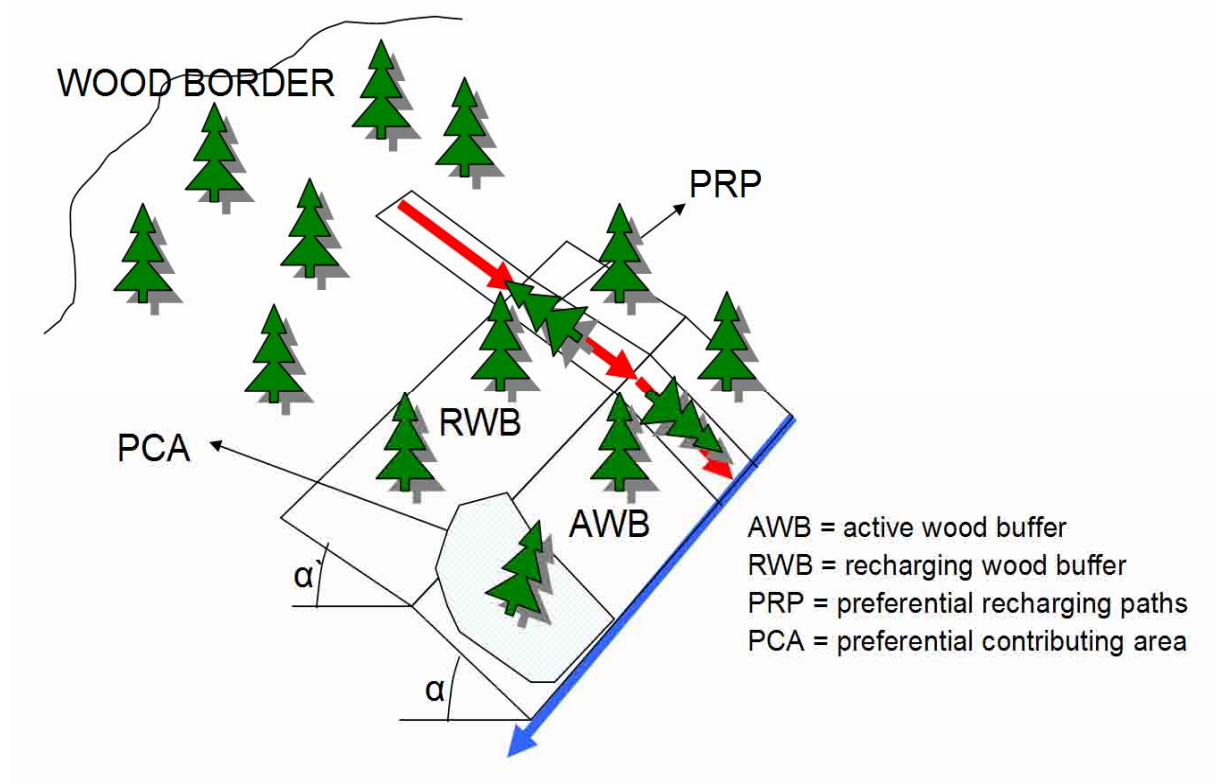 WOOD BORDER
PRP
RWB
PCA
AWB
α`
α
AWB = active wood buffer
RWB = recharging wood buffer
PRP = preferential recharging paths
PCA = preferential contributing area